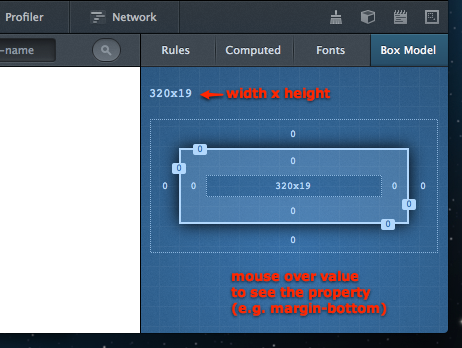 Profiler
Network
-name
Rules
Computed
Fonts
Box Model
320x19
width x height
0
0
0
0
0
0
320x19
0
0
0
0
0
0
mouse over value
to see the property
(e.g. margin-bottom)